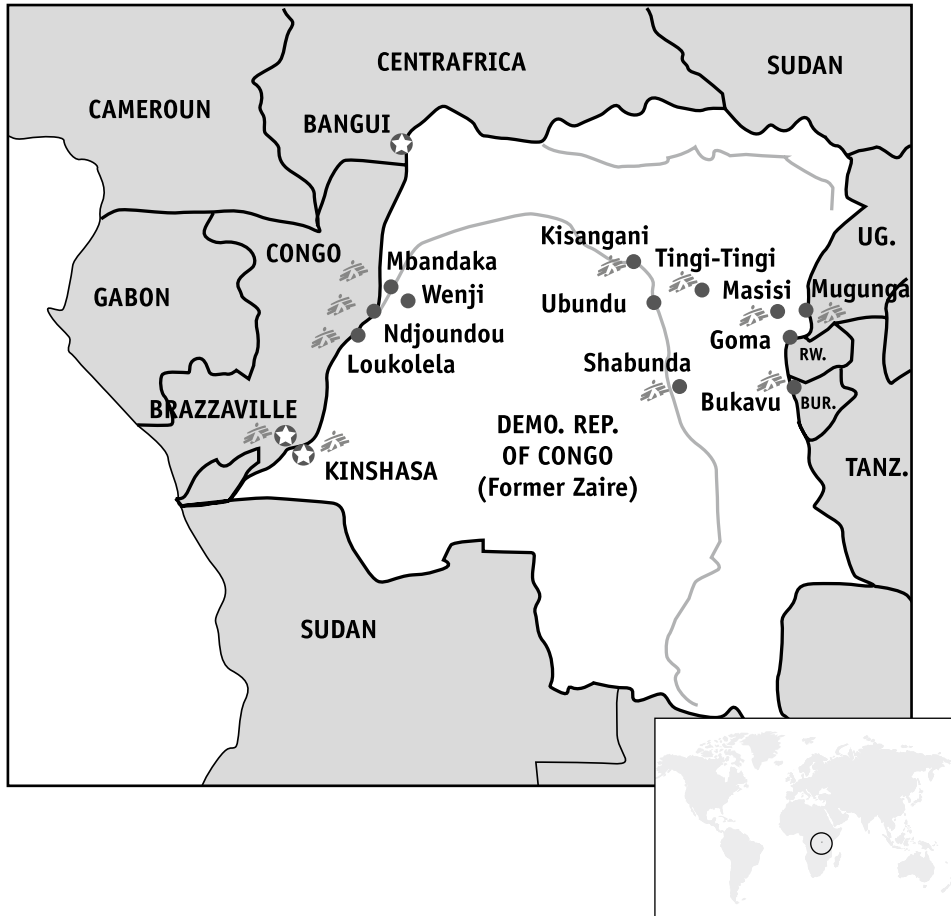 CENTRAFRICA
SUDAN
CAMEROUN
BANGUI
UG.
CONGO
Kisangani
Tingi-Tingi
Mbandaka
Wenji
GABON
Ubundu
Masisi
Mugunga
Ndjoundou
Goma
RW.
Loukolela
Shabunda
Bukavu
BUR.
BRAZZAVILLE
DEMO. REP.
OF CONGO
(Former Zaire)
KINSHASA
TANZ.
SUDAN